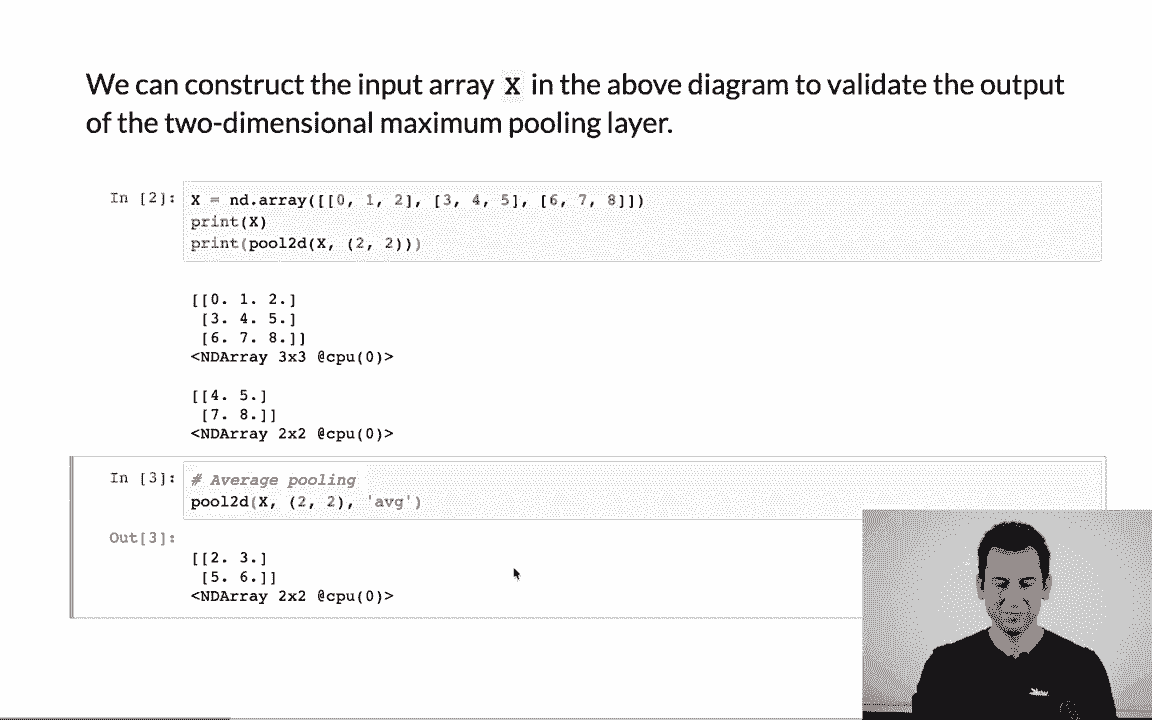 We can construct the input array X in the above diagram to validate the output
of the two-dimensional maximum pooling layer.
In [2]: X = nd.array([[0, 1, 2], [3, 4, 5], [6, 7, 8]])
print(X)
print(pool2d(X, (2, 2)))
[[0. 1. 2.]
[3. 4. 5.]
[6. 7. 8.]]
<NDArray 3x3 @cpu(0)>
[[4. 5.]
[7. 8.]]
<NDArray 2x2 @cpu(0)>
In [3]: # Average pooling
pool2d(X, (2, 2), 'avg')
Out[3]:
[[2. 3.]
[5. 6.]]
<NDArray 2x2 @cpu(0)>